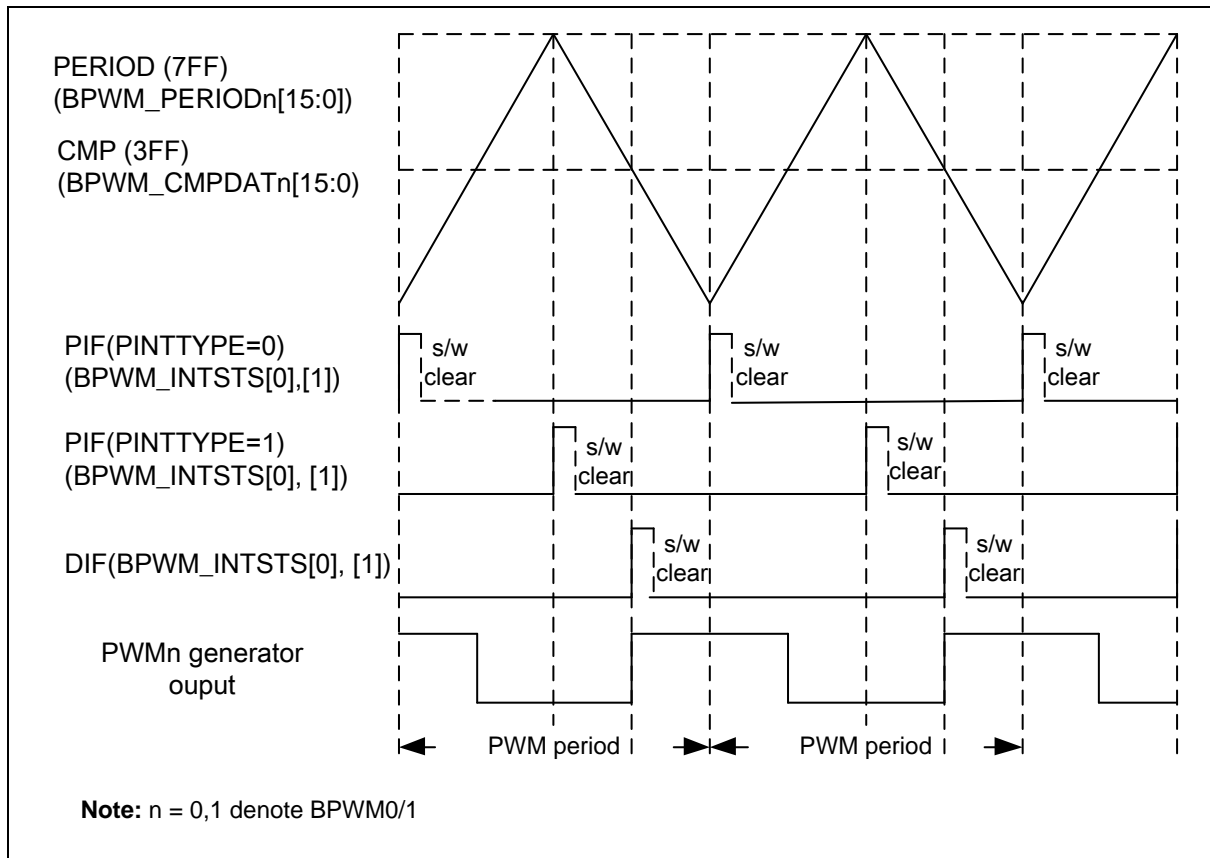 PERIOD (7FF)
(BPWM_PERIODn[15:0])
CMP (3FF)
(BPWM_CMPDATn[15:0)
PIF(PINTTYPE=0)
(BPWM_INTSTS[0],[1])
s/w
clear
s/w
clear
s/w
clear
PIF(PINTTYPE=1)
(BPWM_INTSTS[0], [1])
s/w
clear
s/w
clear
DIF(BPWM_INTSTS[0], [1])
s/w
clear
s/w
clear
PWMn generator
ouput
PWM period
PWM period
Note: n = 0,1 denote BPWM0/1